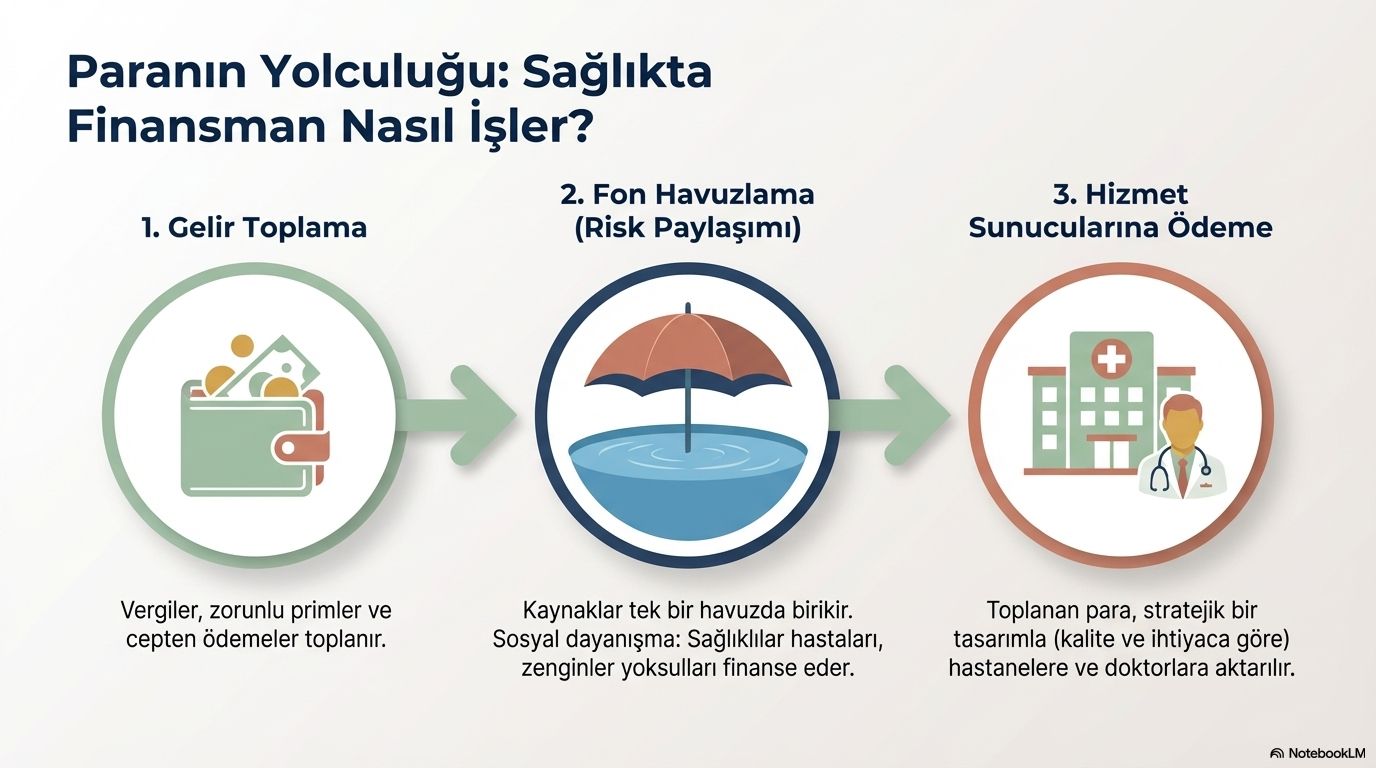 Paranın Yolculuğu: Sağlıkta
Finansman Nasıl İşler?
1. Gelir Toplama
Vergiler, zorunlu primler ve
cepten ödemeler toplanır.
2. Fon Havuzlama
(Risk Paylaşımı)
Kaynaklar tek bir havuzda birikir.
Sosyal dayanışma: Sağlıklılar hastaları,
zenginler yoksulları finanse eder.
3. Hizmet
Sunucularına Ödeme
Toplanan para, stratejik bir
tasarımla (kalite ve ihtiyaca göre)
hastanelere ve doktorlara aktarılır.
NotebookLM